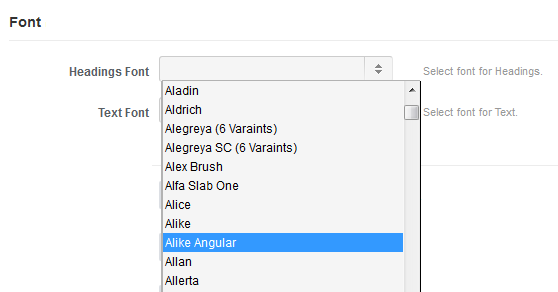 Font
Headings Font
Select font for Headings.
Text Font
Select font for Text.
Aladin
Aldrich
Alegreya (6 Varaints)
Alegreya SC (6 Varaints)
Alex Brush
Alfa Slab One
Alice
Alike
Alike Angular
Allan
Allerta